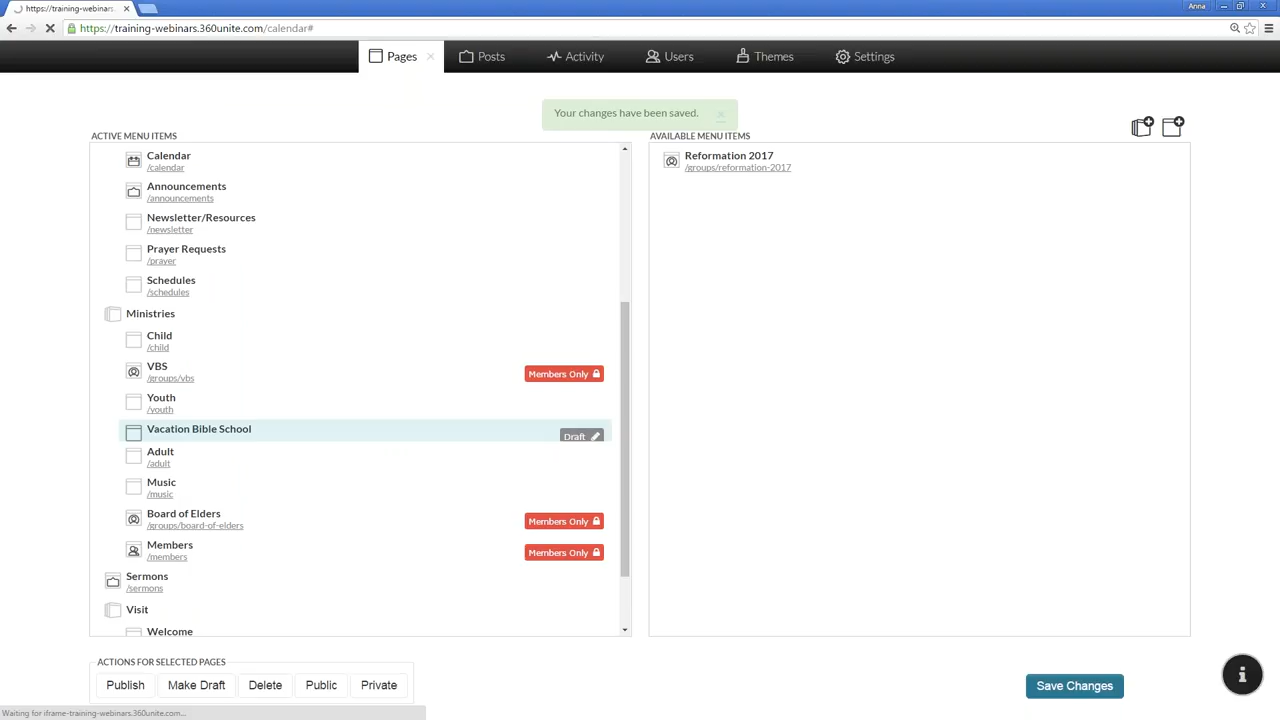 https://training-webinars.
Anna
https://training-webinars.360unite.com/calendar#
Pages
Posts
Activity
Users
Themes
Settings
Your changes have been saved.
ACTIVE MENU ITEMS
AVAILABLE MENU ITEMS
Calendar
/calendar
Reformation 2017
/groups/reformation-2017
Announcements
/announcements
Newsletter/Resources
/newsletter
Prayer Requests
/prayer
Schedules
/schedules
Ministries
Child
/child
VBS
/groups/vbs
Members Only
Youth
/youth
Vacation Bible School
Draft
Adult
/adult
Music
/music
Board of Elders
/groups/board-of-elders
Members Only
Members
/members
Members Only
Sermons
/sermons
Visit
Welcome
ACTIONS FOR SELECTED PAGES
Publish
Make Draft
Delete
Public
Private
Save Changes
Waiting for iframe-training-webinars.360unite.com...